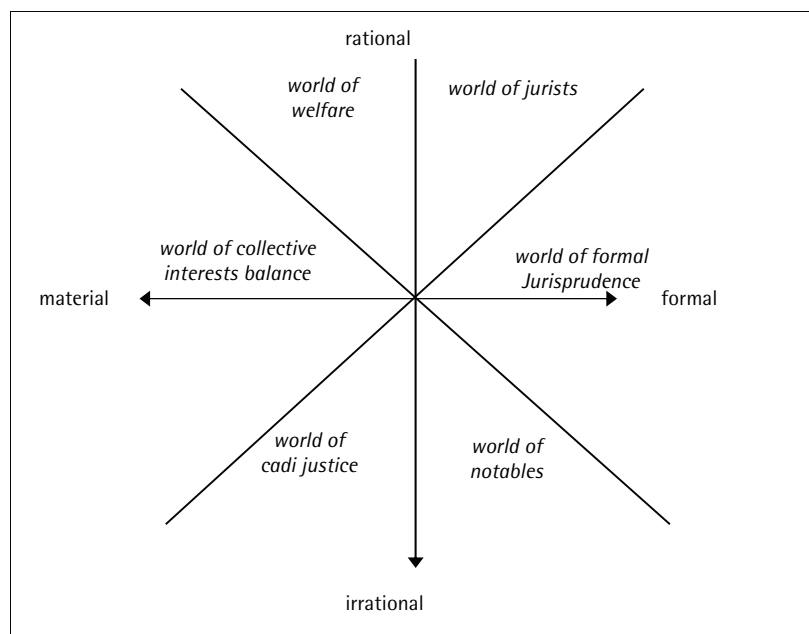 rational
world of
welfare
world of jurists
world of collective
interests balance
world of formal
Jurisprudence
material
formal
world of
cadi justice
world of
notables
irrational